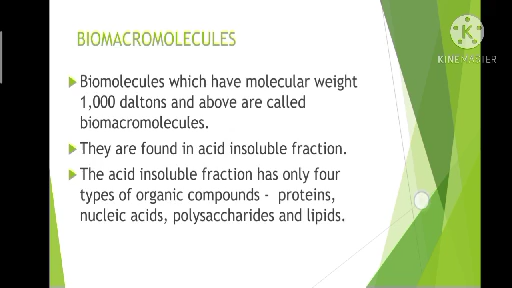 BIOMACROMOLECULES
K
KINEMASTER
Biomolecules which have molecular weight
1,000 daltons and above are called
biomacromolecules.
They are found in acid insoluble fraction.
The acid insoluble fraction has only four
types of organic compounds - proteins,
nucleic acids, polysaccharides and lipids.